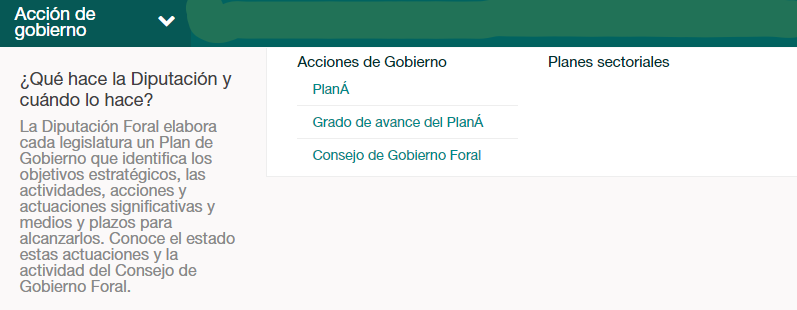 Acción de
gobierno
¿Qué hace la Diputación y
cuándo lo hace?
La Diputación Foral elabora
cada legislatura un Plan de
Gobierno que identifica los
objetivos estratégicos, las
actividades, acciones y
actuaciones significativas y
medios y plazos para
alcanzarlos. Conoce el estado
estas actuaciones y la
actividad del Consejo de
Gobierno Foral.
Acciones de Gobierno
PlanÁ
Grado de avance del PlanÁ
Consejo de Gobierno Foral
Planes sectoriales